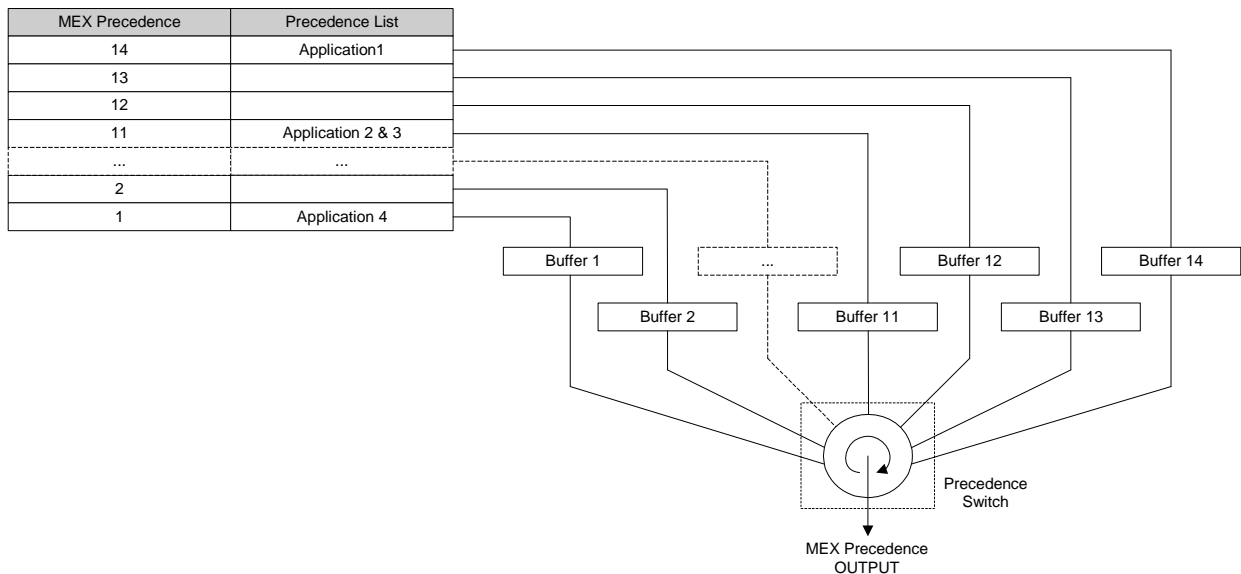 MEX Precedence Precedence List
14 Application1
13
12
11 Application 2 & 3
... ...
2
1 Application 4
Buffer 1
...
Buffer 12
Buffer 14
Buffer 2
Buffer 11
Buffer 13
Precedence
Switch
MEX Precedence
OUTPUT